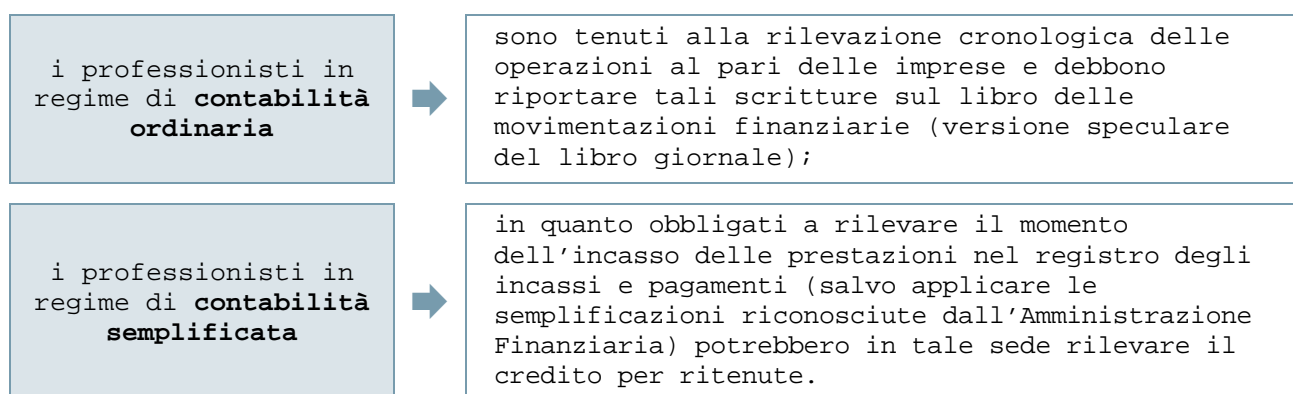 i professionisti in
regime di contabilità
ordinaria
sono tenuti alla rilevazione cronologica delle
operazioni al pari delle imprese e debbono
riportare tali scritture sul libro delle
movimentazioni finanziarie (versione speculare
del libro giornale);
i professionisti in
regime di contabilità
semplificata
in quanto obbligati a rilevare il momento
dell’incasso delle prestazioni nel registro degli
incassi e pagamenti (salvo applicare le
semplificazioni riconosciute dall’Amministrazione
Finanziaria) potrebbero in tale sede rilevare il
credito per ritenute.